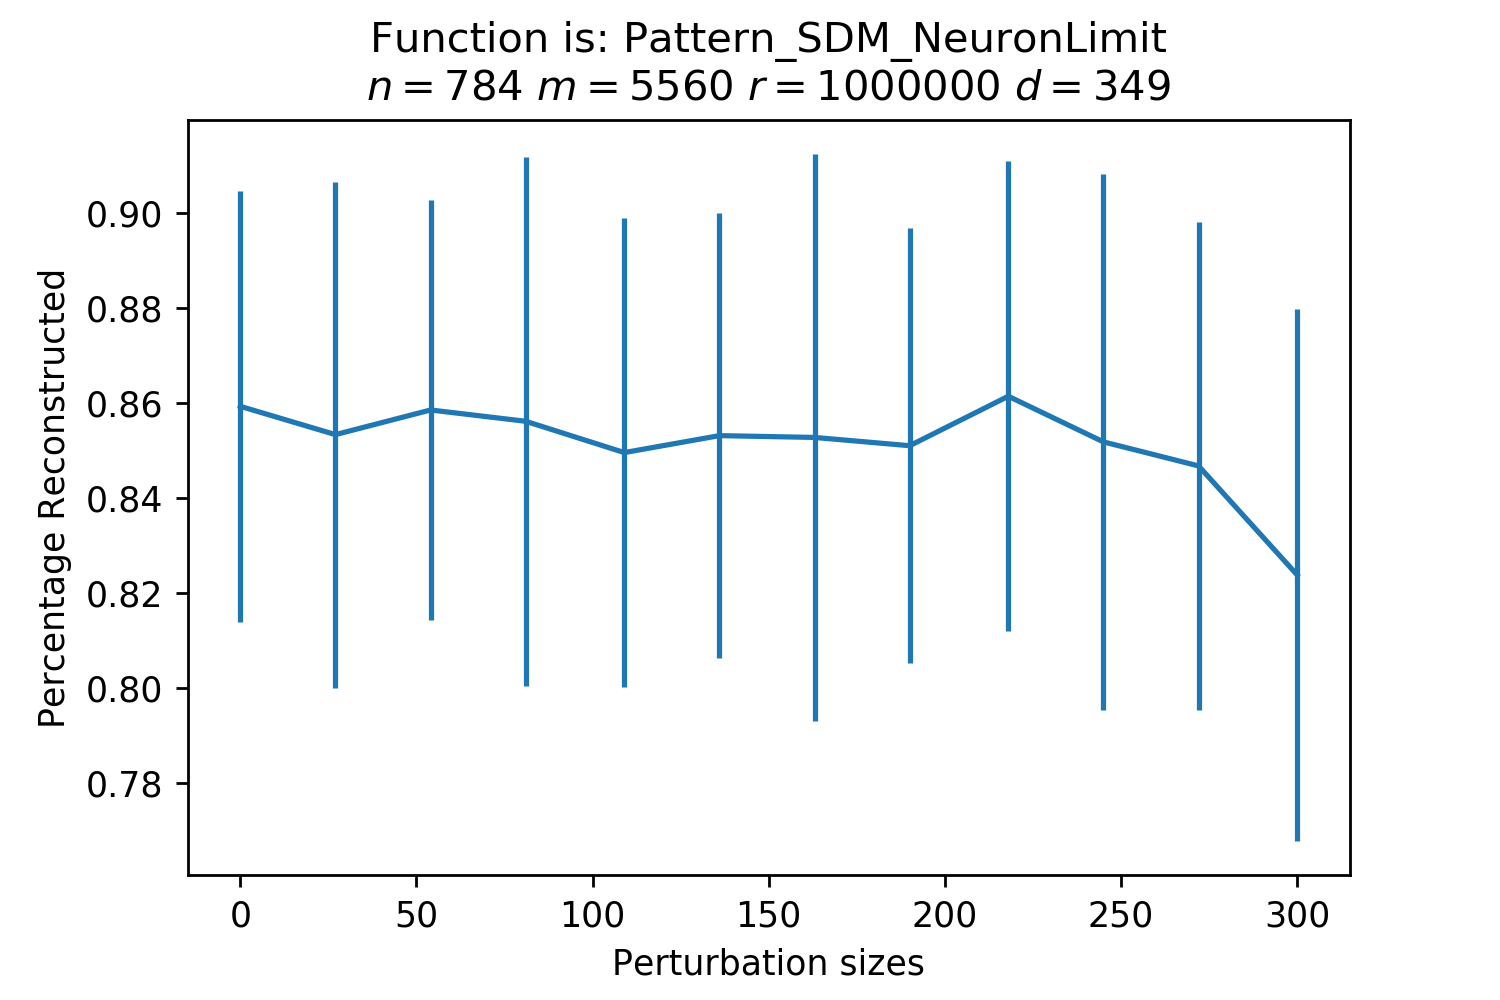 Function is: Pattern_SDM_NeuronLimit
n = 784 m = 5560 r = 1000000 d = 349
Percentage Reconstructed
0.90
0.88
0.86
0.84
0.82
0.80
0.78
0 50 100 150 200 250 300
Perturbation sizes